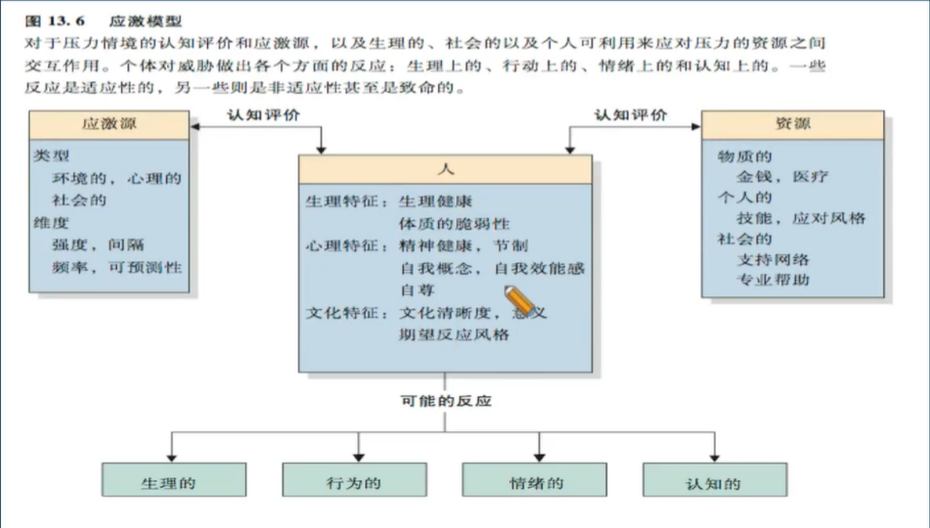 图 13.6 应激模型
对于压力情境的认知评价和应激源，以及生理的、社会的以及个人可利用来应对压力的资源之间
交互作用。个体对威胁做出各个方面的反应：生理上的、行动上的、情绪上的和认知上的。一些
反应是适应性的，另一些则是非适应性甚至是致命的。
认知评价
认知评价
应激源
类型
环境的，心理的
社会的
维度
强度，间隔
频率，可预测性
人
生理特征：生理健康
体质的脆弱性
心理特征：精神健康，节制
自我概念，自我效能感
自尊
文化特征：文化清晰度，意义
期望反应风格
资源
物质的
金钱，医疗
个人的
技能，应对风格
社会的
支持网络
专业帮助
可能的反应
生理的
行为的
情绪的
认知的